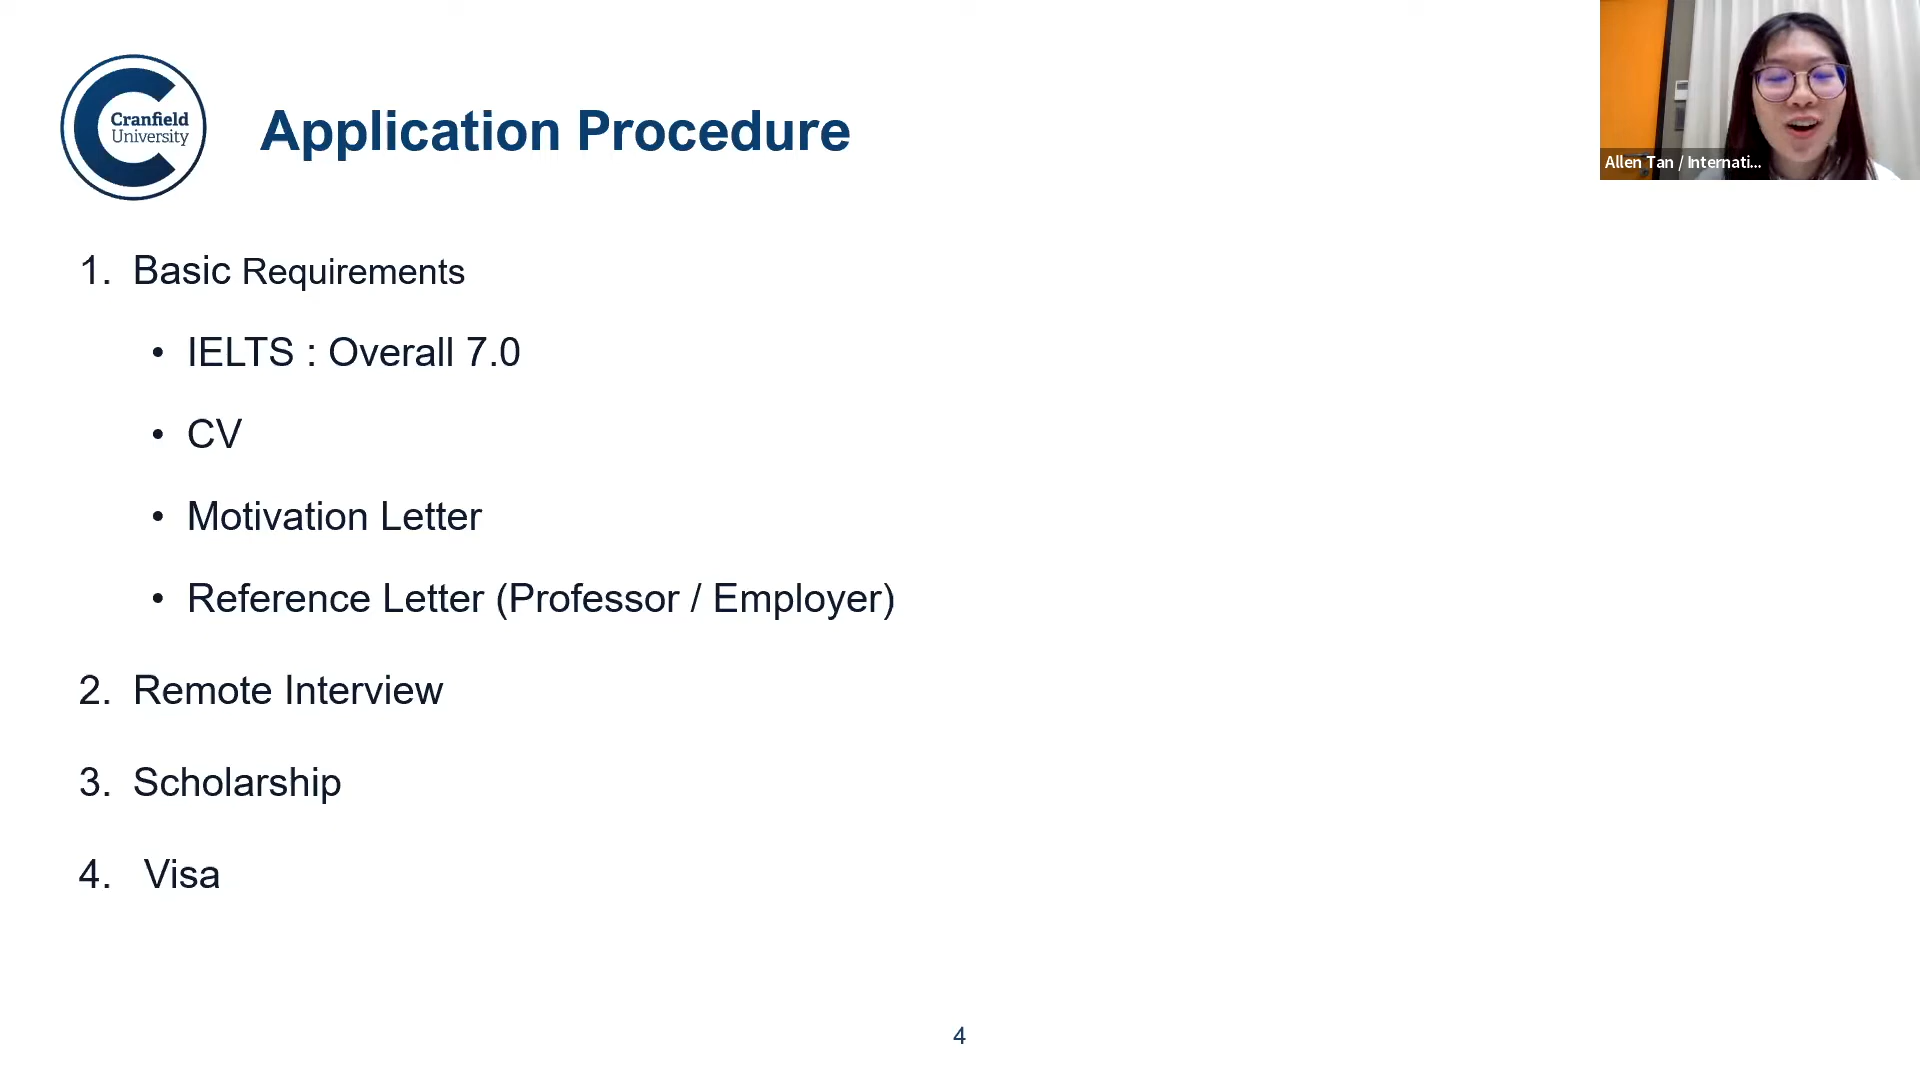 Cranfield
University
Application Procedure
Allen Tan / Internati...
1. Basic Requirements
• IELTS : Overall 7.0
• CV
• Motivation Letter
• Reference Letter (Professor / Employer)
2. Remote Interview
3. Scholarship
4. Visa
4